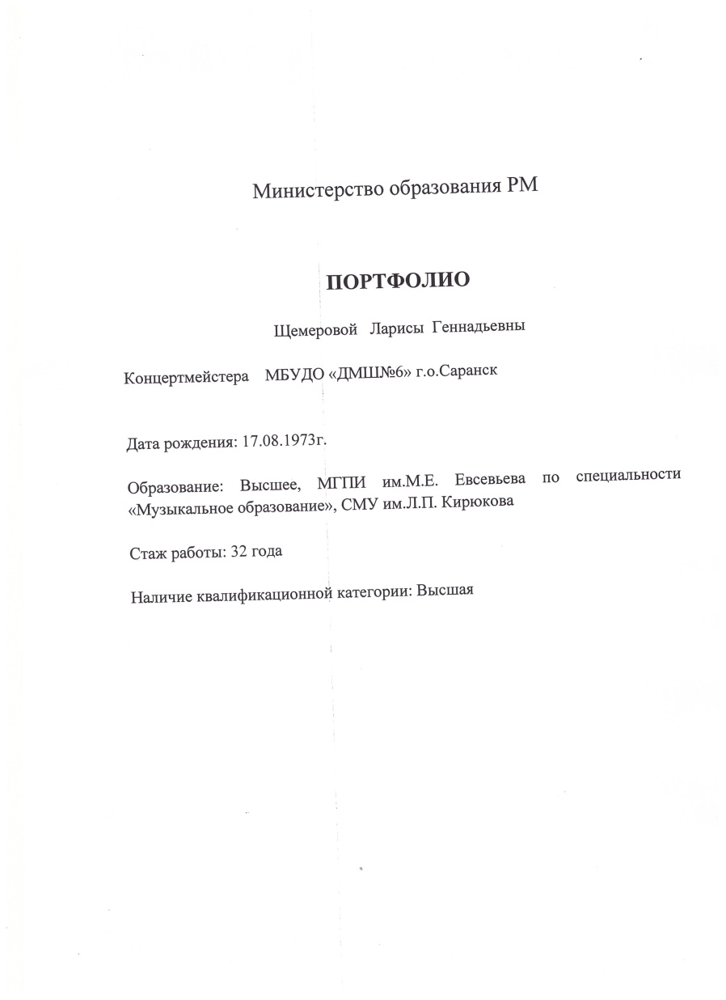 Министерство образования РМ
ПОРТФОЛИО
Щемеровой Ларисы Геннадьевны
Концертмейстера МБУДО «ДМШ№6» г.о.Саранск
Дата рождения: 17.08.1973г.
Образование: Высшее, МГПИ им.М.Е. Евсевьева по специальности
«Музыкальное образование», СМУ им.Л.П. Кирюкова
Стаж работы: 32 года
Наличие квалификационной категории: Высшая